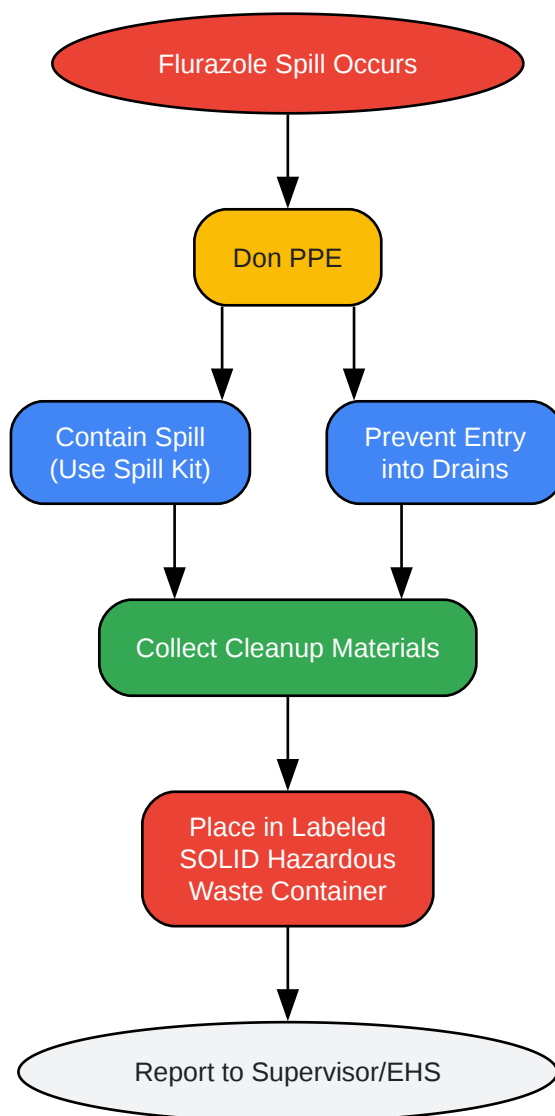 Flurazole Spill Occurs
Don PPE
Contain Spill
(Use Spill Kit)
Prevent Entry
into Drains
Collect Cleanup Materials
Place in Labeled
SOLID Hazardous
Waste Container
Report to Supervisor/EHS